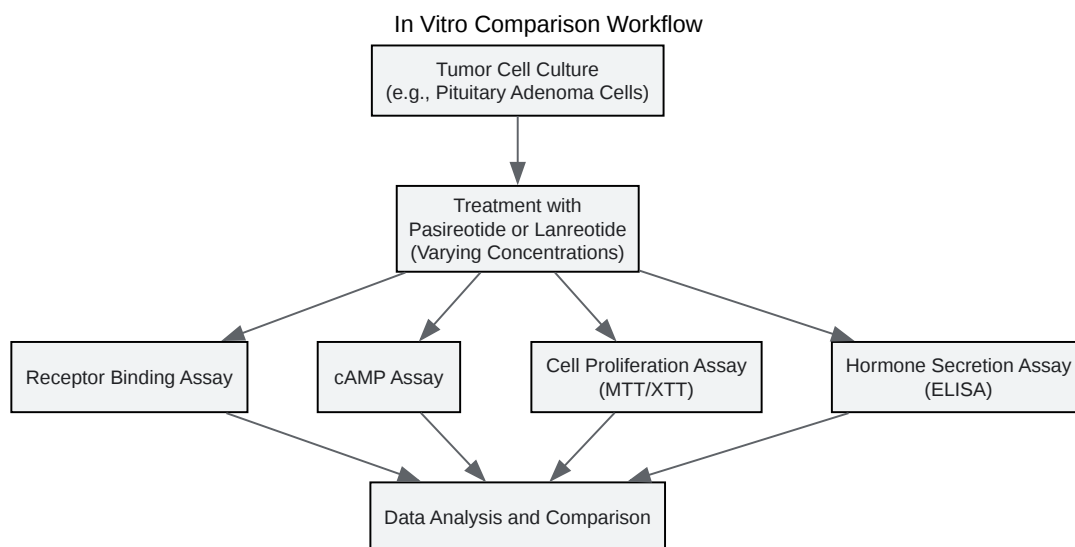 In Vitro Comparison Workflow
Tumor Cell Culture
(e.g., Pituitary Adenoma Cells)
Treatment with
Pasireotide or Lanreotide
(Varying Concentrations)
Receptor Binding Assay
cAMP Assay
Cell Proliferation Assay
(MTT/XTT)
Hormone Secretion Assay
(ELISA)
Data Analysis and Comparison